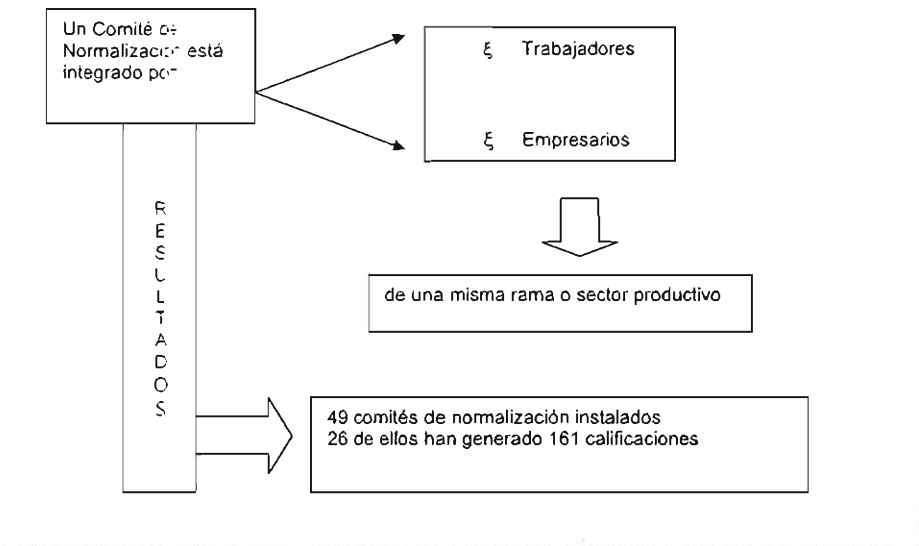 Un Comité de
Normalización está
integrado por
ξ Trabajadores
ξ Empresarios
de una misma rama o sector productivo
R
E
S
U
L
T
A
D
O
S
49 comités de normalización instalados
26 de ellos han generado 161 calificaciones